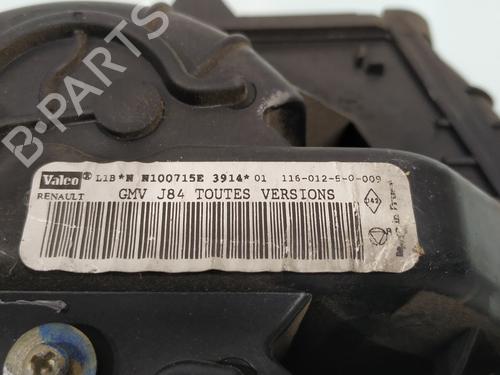 B-PARTS
Valeo® L1B *N N100715E 3914* 01 116-012-5-0-009
RENAULT GMV J84 TOUTES VERSIONS